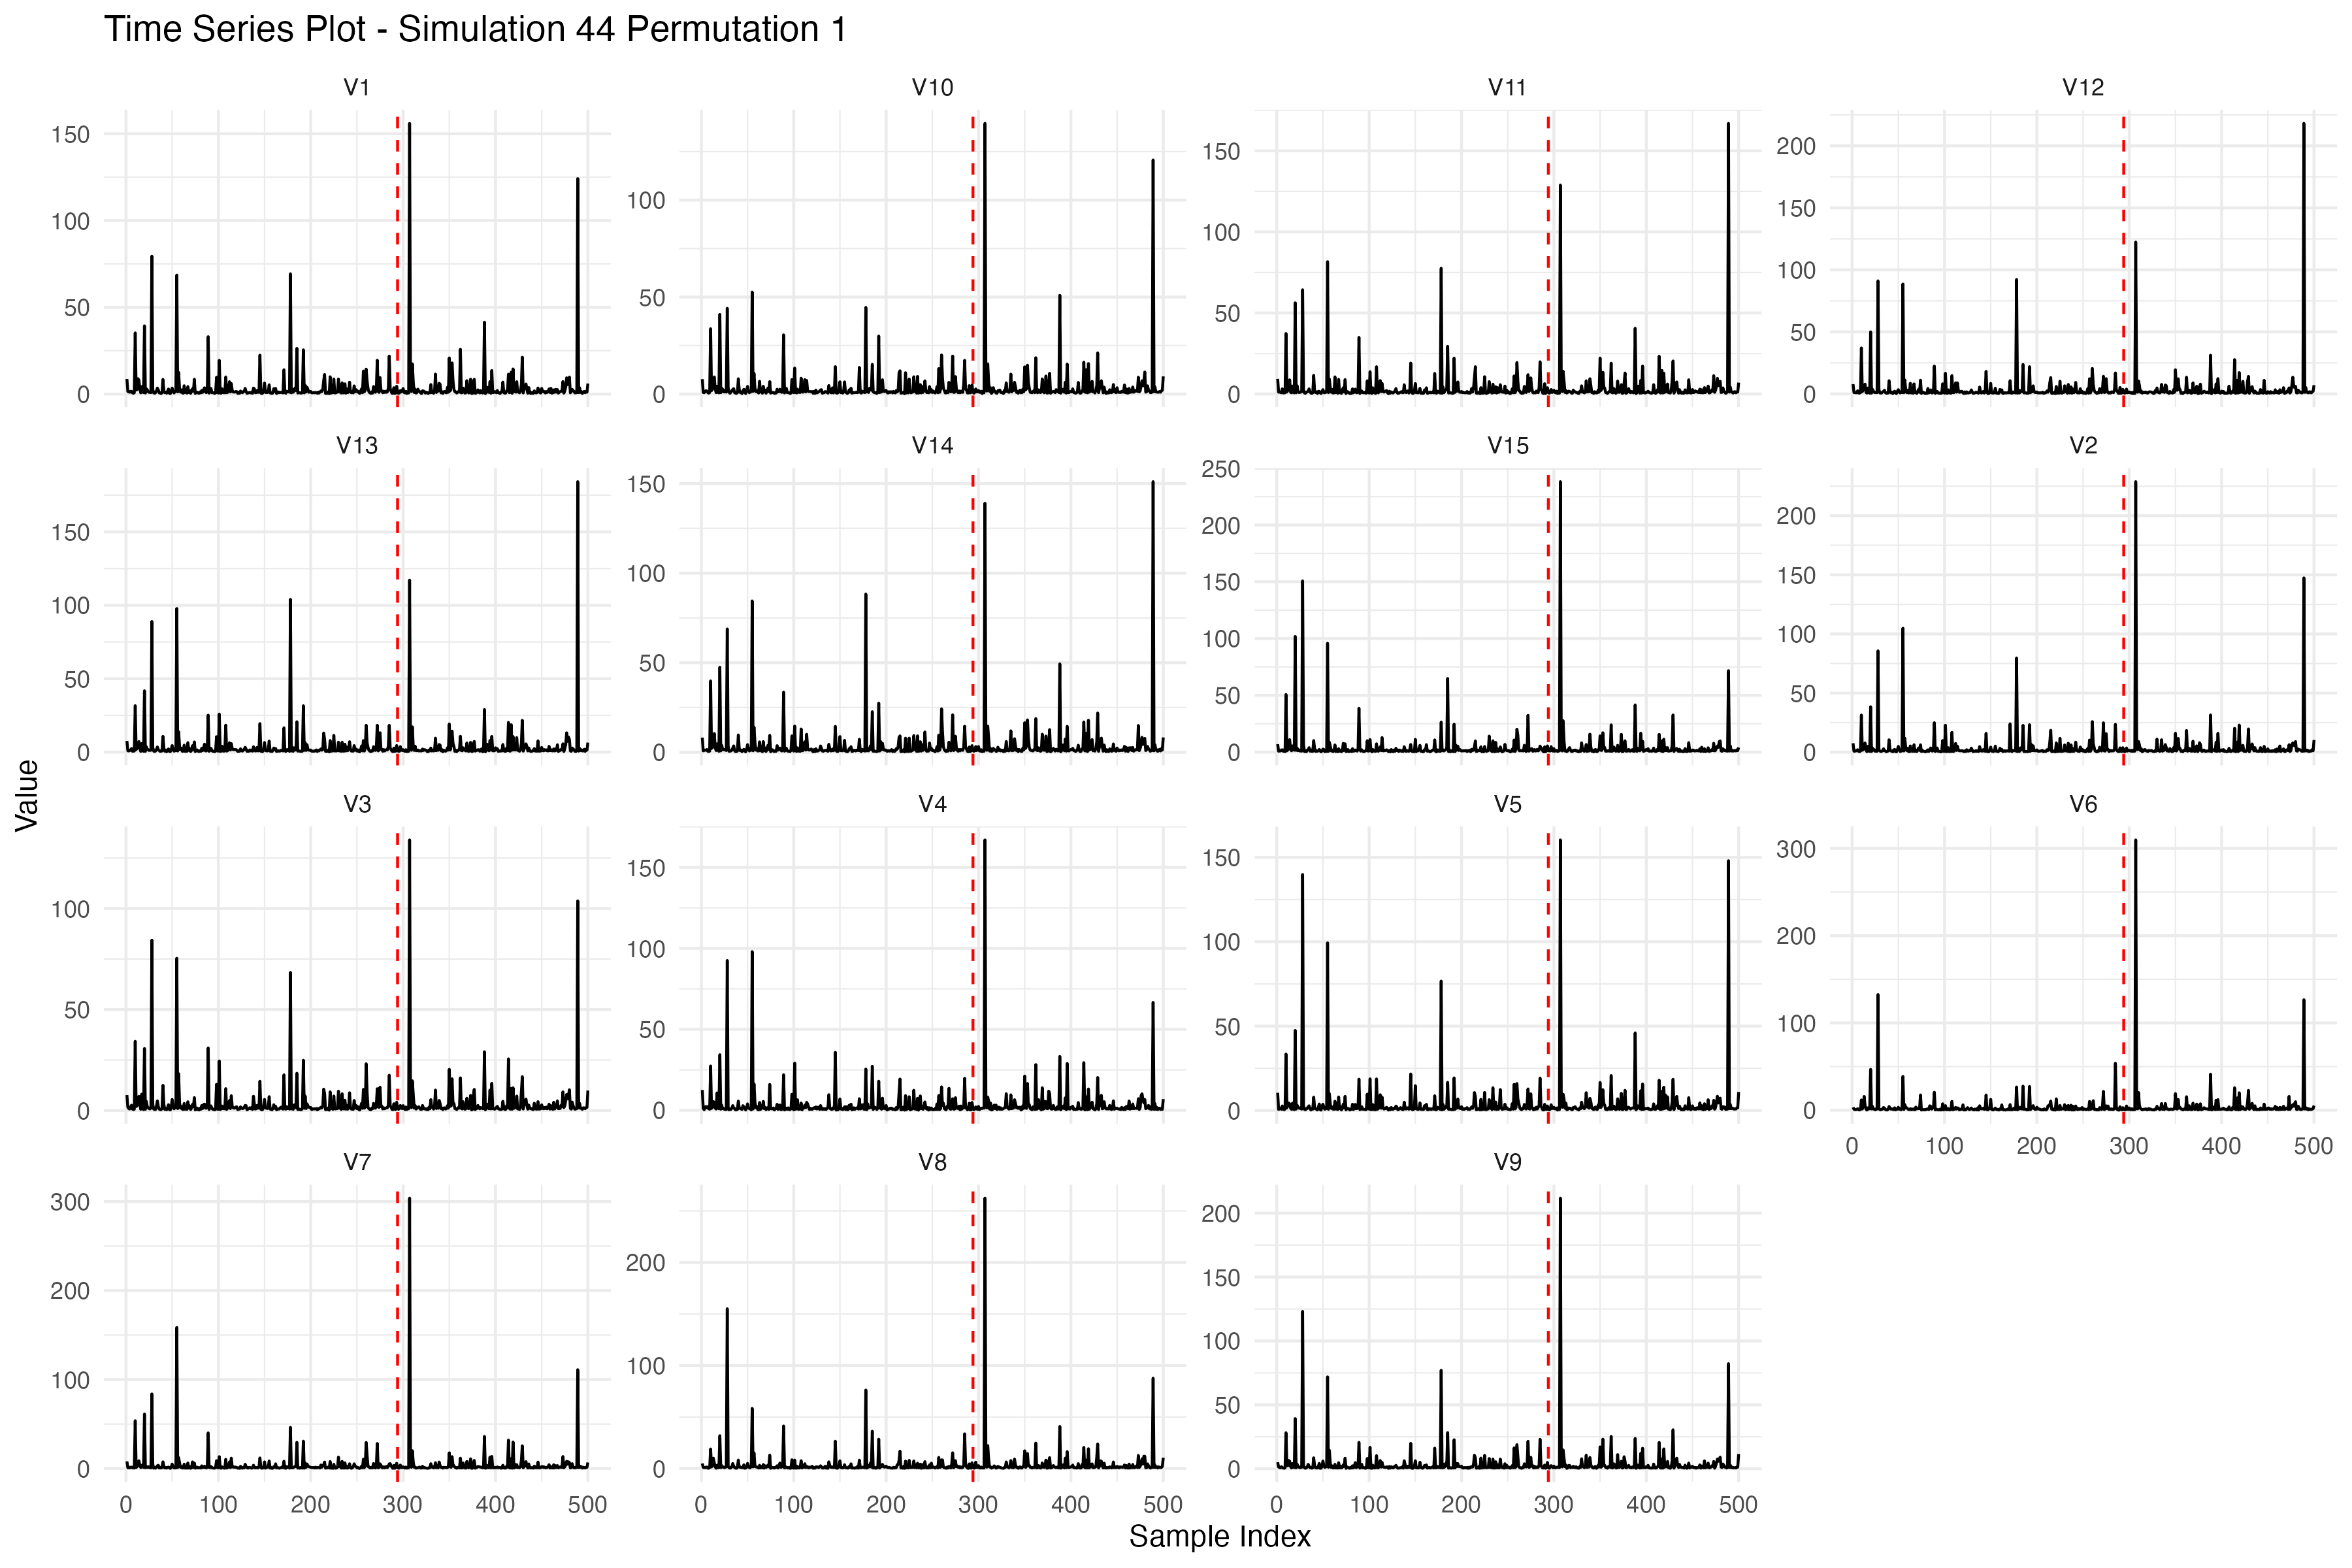 Time Series Plot - Simulation 44 Permutation 1
V1 V10 V11 V12
150 100 50 0
100 50 0
150 100 50 0
200 150 100 50 0
V13 V14 V15 V2
150 100 50 0
150 100 50 0
250 200 150 100 50 0
200 150 100 50 0
Value
V3 V4 V5 V6
100 50 0
150 100 50 0
150 100 50 0
300 200 100 0
0 100 200 300 400 500
V7 V8 V9
300 200 100 0
200 100 0
200 150 100 50 0
0 100 200 300 400 500
0 100 200 300 400 500
0 100 200 300 400 500
Sample Index